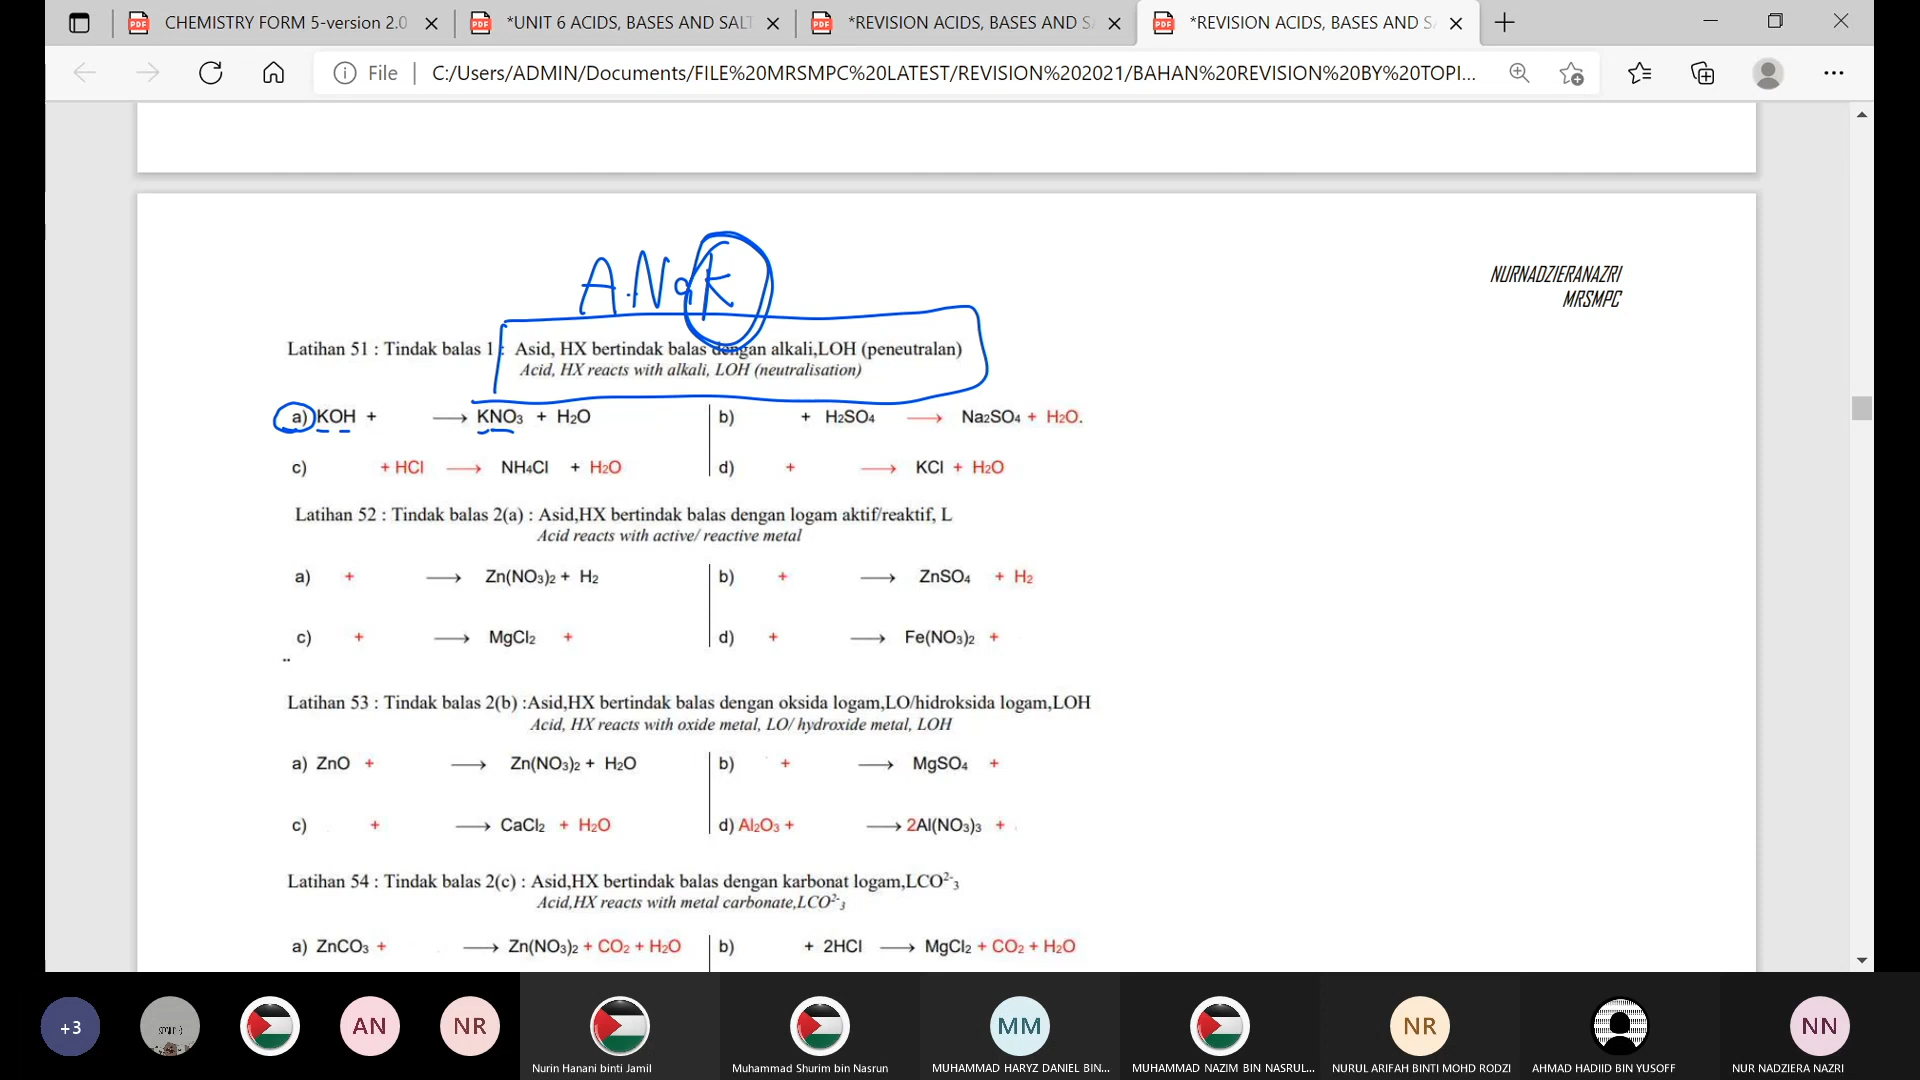 CHEMISTRY FORM 5-version 2.0
*UNIT 6 ACIDS, BASES AND SALT
*REVISION ACIDS, BASES AND SA
*REVISION ACIDS, BASES AND SA
File
C:/Users/ADMIN/Documents/FILE%20MRSMPC%20LATEST/REVISION%202021/BAHAN%20REVISION%20BY%20TOPI...
A.Nak
NURNADZIERANAZRI
MRSMPC
Latihan 51 : Tindak balas 1 : Asid, HX bertindak balas dengan alkali,LOH (peneutralan)
Acid, HX reacts with alkali, LOH (neutralisation)
a) KOH + ⟶ KNO₃ + H₂O b) + H₂SO₄ ⟶ Na₂SO₄ + H₂O.
c) + HCl ⟶ NH₄Cl + H₂O d) + ⟶ KCl + H₂O
Latihan 52 : Tindak balas 2(a) : Asid,HX bertindak balas dengan logam aktif/reaktif, L
Acid reacts with active/ reactive metal
a) + ⟶ Zn(NO₃)₂ + H₂ b) + ⟶ ZnSO₄ + H₂
c) + ⟶ MgCl₂ + d) + ⟶ Fe(NO₃)₂ +
Latihan 53 : Tindak balas 2(b) :Asid,HX bertindak balas dengan oksida logam,LO/hidroksida logam,LOH
Acid, HX reacts with oxide metal, LO/ hydroxide metal, LOH
a) ZnO + ⟶ Zn(NO₃)₂ + H₂O b) + ⟶ MgSO₄ +
c) + ⟶ CaCl₂ + H₂O d) Al₂O₃ + ⟶ 2Al(NO₃)₃ +
Latihan 54 : Tindak balas 2(c) : Asid,HX bertindak balas dengan karbonat logam,LCO²⁻₃
Acid,HX reacts with metal carbonate,LCO²⁻₃
a) ZnCO₃ + ⟶ Zn(NO₃)₂ + CO₂ + H₂O b) + 2HCl ⟶ MgCl₂ + CO₂ + H₂O
+3 AN NR MM NR NN
Nurin Hanani binti Jamil Muhammad Shurim bin Nasrun MUHAMMAD HARYZ DANIEL BIN... MUHAMMAD NAZIM BIN NASRUL... NURUL ARIFAH BINTI MOHD RODZI AHMAD HADIID BIN YUSOFF NUR NADZIERA NAZRI